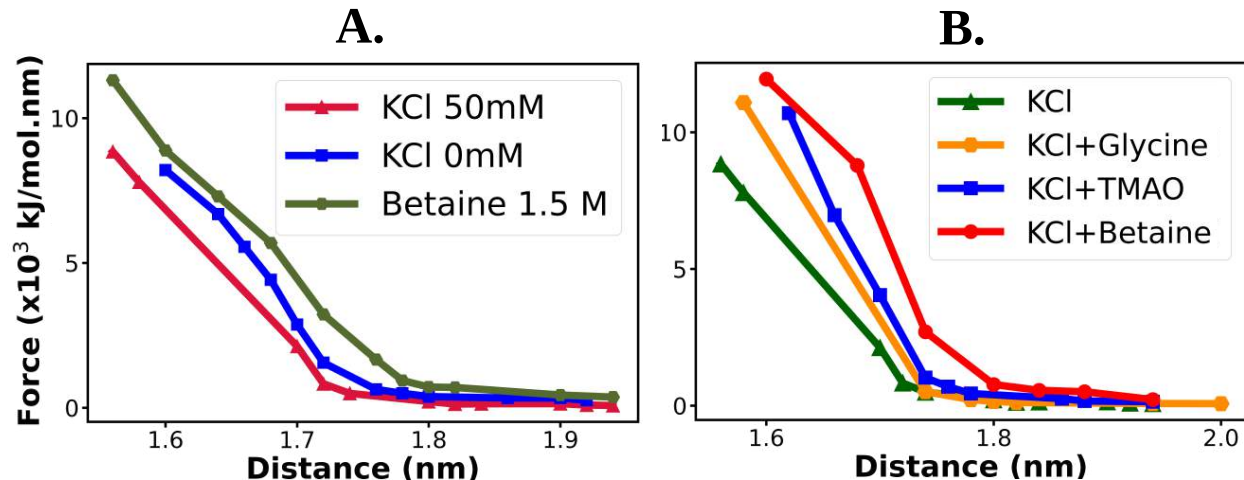 A.
Force (x10³ kJ/mol.nm)
10
5
0
KCl 50mM
KCl 0mM
Betaine 1.5 M
1.6 1.7 1.8 1.9
Distance (nm)
B.
10
5
0
KCl
KCl+Glycine
KCl+TMAO
KCl+Betaine
1.6 1.8 2.0
Distance (nm)